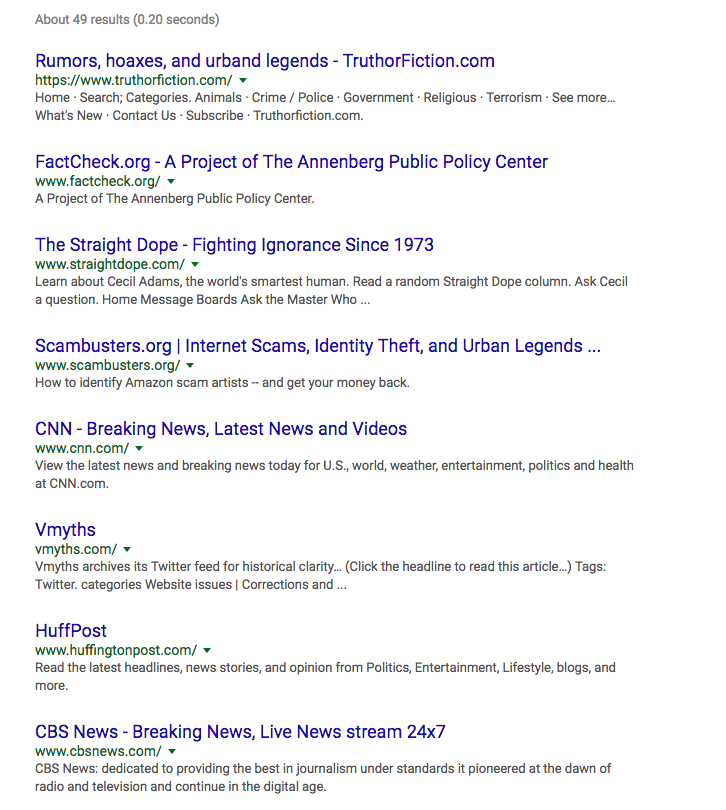 About 49 results (0.20 seconds)
Rumors, hoaxes, and urband legends - TruthorFiction.com
https://www.truthorfiction.com/
Home · Search; Categories. Animals · Crime / Police · Government · Religious · Terrorism · See more…
What's New · Contact Us · Subscribe · Truthorfiction.com.
FactCheck.org - A Project of The Annenberg Public Policy Center
www.factcheck.org/
A Project of The Annenberg Public Policy Center.
The Straight Dope - Fighting Ignorance Since 1973
www.straightdope.com/
Learn about Cecil Adams, the world's smartest human. Read a random Straight Dope column. Ask Cecil
a question. Home Message Boards Ask the Master Who ...
Scambusters.org | Internet Scams, Identity Theft, and Urban Legends ...
www.scambusters.org/
How to identify Amazon scam artists -- and get your money back.
CNN - Breaking News, Latest News and Videos
www.cnn.com/
View the latest news and breaking news today for U.S., world, weather, entertainment, politics and health
at CNN.com.
Vmyths
vmyths.com/
Vmyths archives its Twitter feed for historical clarity… (Click the headline to read this article…) Tags:
Twitter. categories Website issues | Corrections and ...
HuffPost
www.huffingtonpost.com/
Read the latest headlines, news stories, and opinion from Politics, Entertainment, Lifestyle, blogs, and
more.
CBS News - Breaking News, Live News stream 24x7
www.cbsnews.com/
CBS News: dedicated to providing the best in journalism under standards it pioneered at the dawn of
radio and television and continue in the digital age.